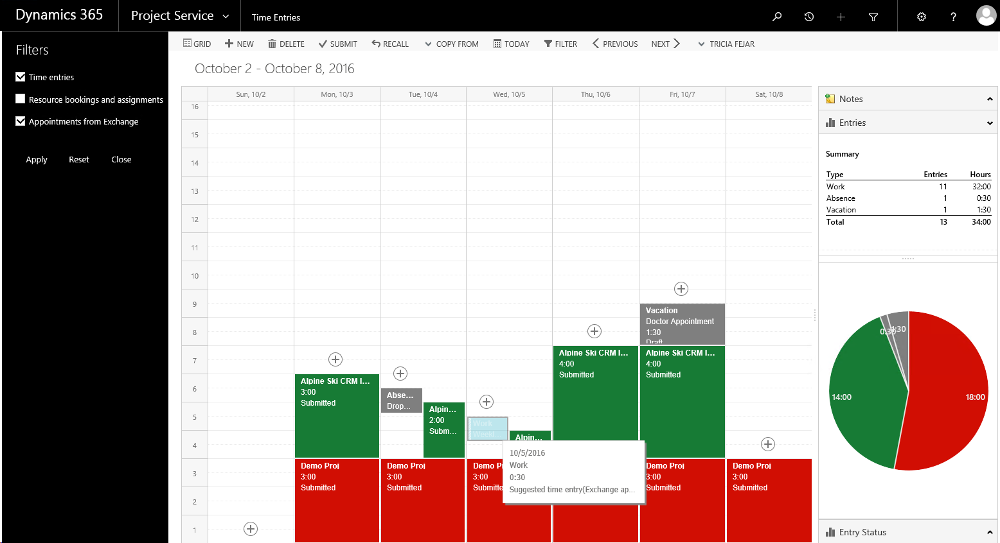 Dynamics 365
Project Service
Time Entries
Filters
Time entries
Resource bookings and assignments
Appointments from Exchange
Apply Reset Close
GRID NEW DELETE SUBMIT RECALL COPY FROM TODAY FILTER PREVIOUS NEXT TRICIA FEJAR
October 2 - October 8, 2016
Sun, 10/2 Mon, 10/3 Tue, 10/4 Wed, 10/5 Thu, 10/6 Fri, 10/7 Sat, 10/8
16
15
14
13
12
11
10
9
8
7
6
5
4
3
2
1
Alpine Ski CRM I...
3:00
Submitted
Demo Proj
3:00
Submitted
Abse...
Drop...
Alpin...
2:00
Subm...
Demo Proj
3:00
Submitted
Work
Weekl
Alpin...
Demo P
3:00
Submitte
10/5/2016
Work
0:30
Suggested time entry(Exchange ap...
Alpine Ski CRM I...
4:00
Submitted
Vacation
Doctor Appointment
1:30
Draft
Alpine Ski CRM I...
4:00
Submitted
Demo Proj
3:00
Submitted
Demo Proj
3:00
Submitted
Notes
Entries
Summary
Type Entries Hours
Work 11 32:00
Absence 1 0:30
Vacation 1 1:30
Total 13 34:00
0:30
1:30
14:00
18:00
Entry Status